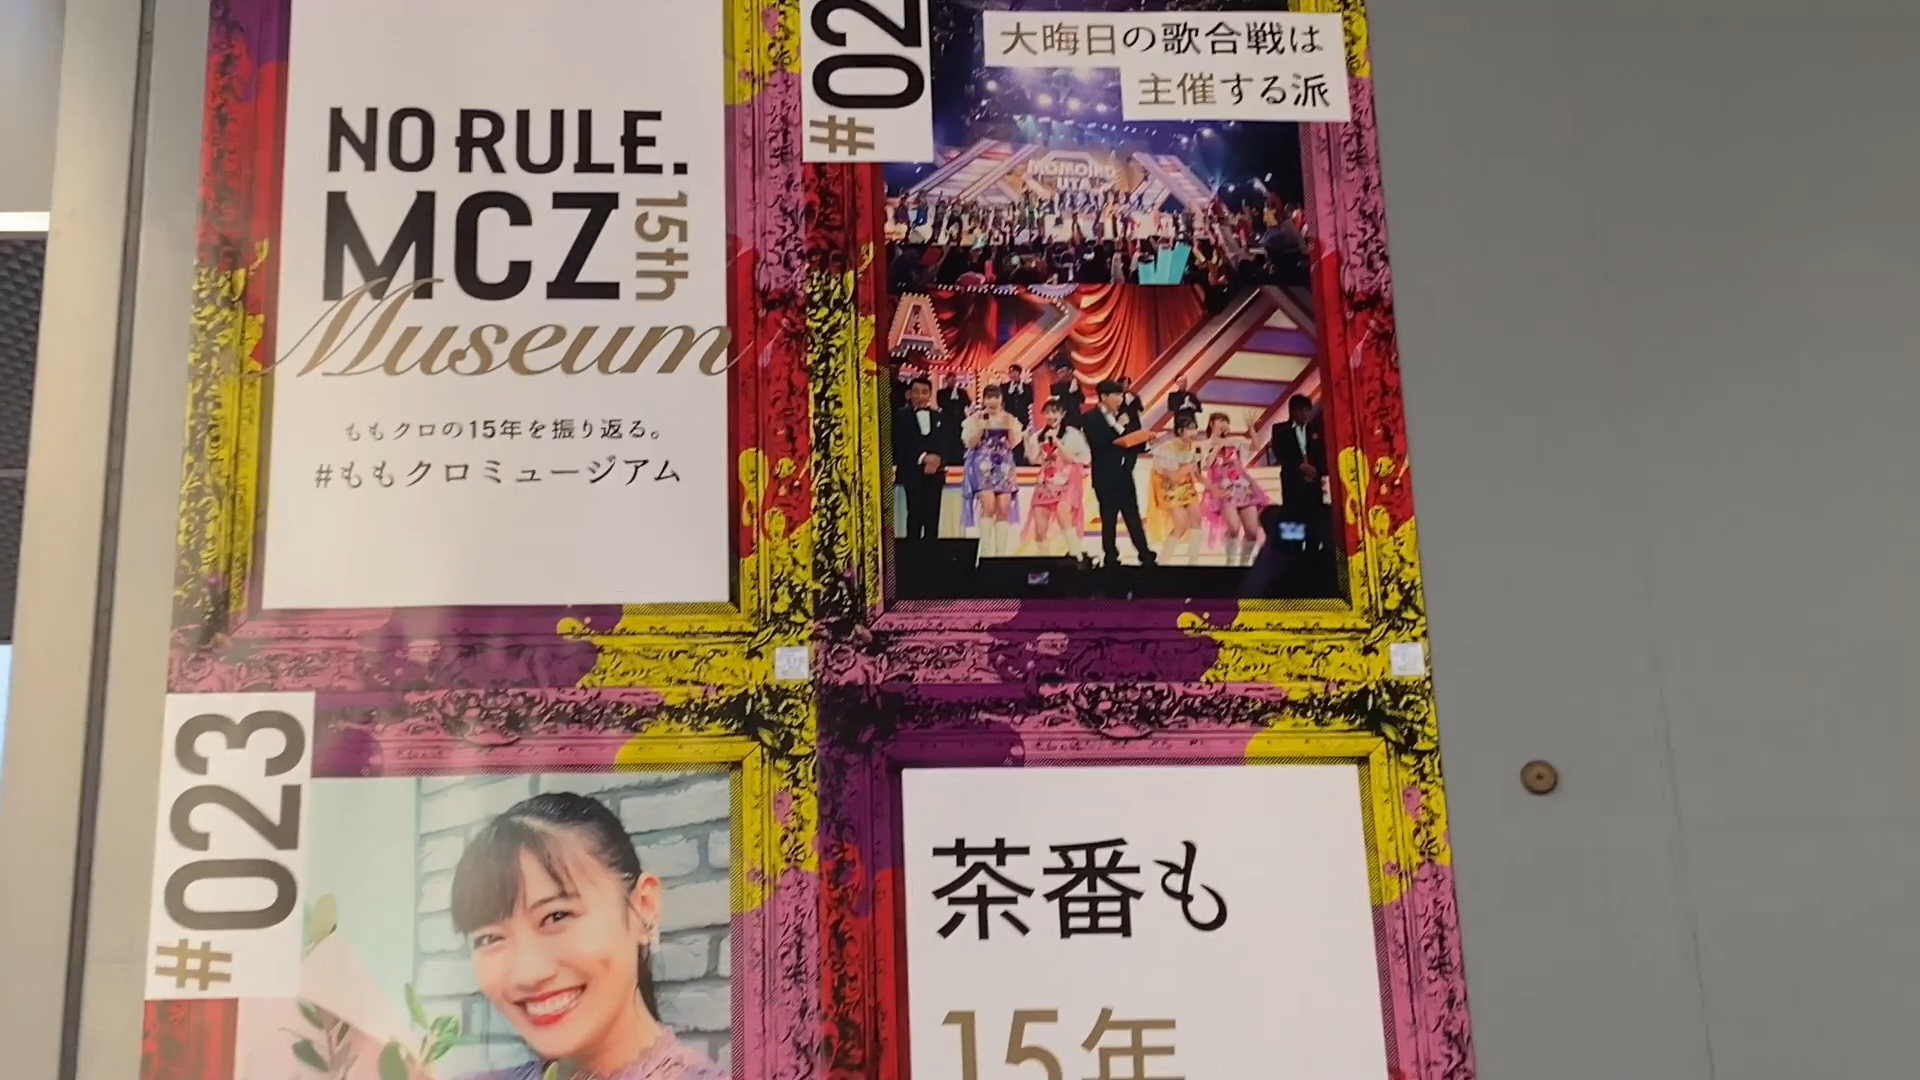 NO RULE.
MCZ
15th
Museum
ももクロの15年を振り返る。
#ももクロミュージアム
大晦日の歌合戦は
主催する派
MOMOIRO
UTA
A
#023
茶番も
15年